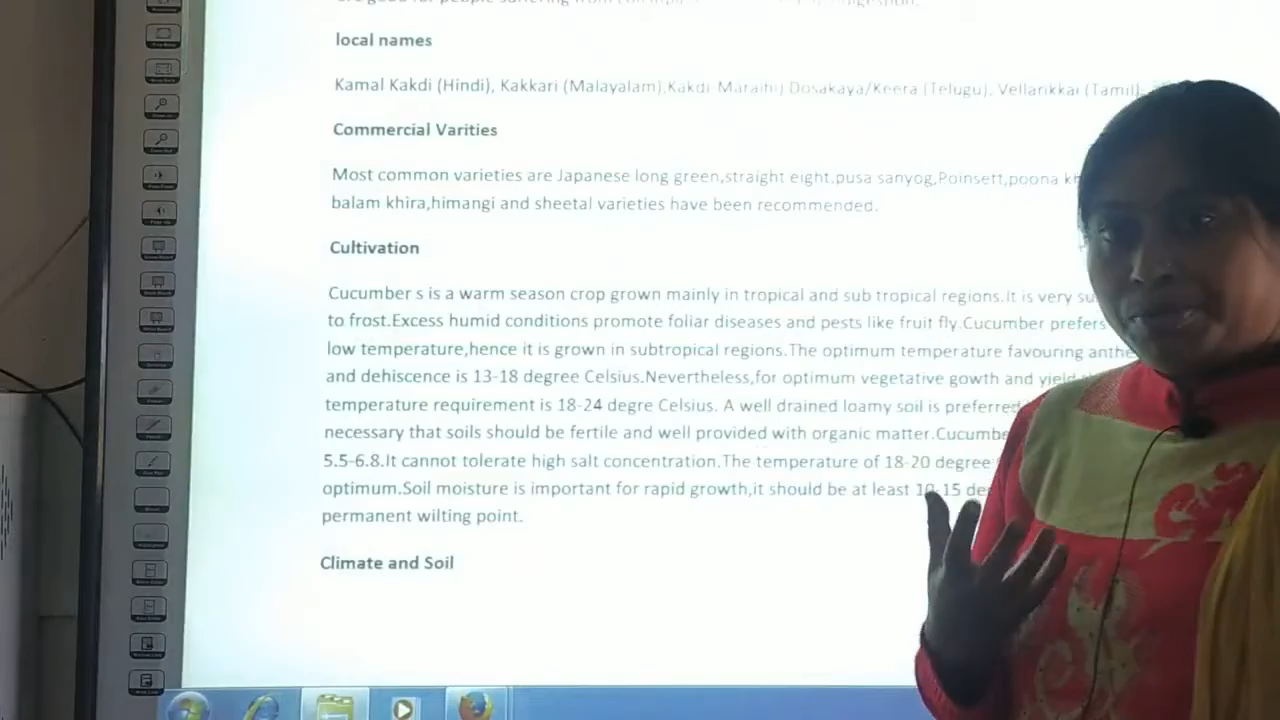 local names
Kamal Kakdi (Hindi), Kakkari (Malayalam),Kakdi Dosakaya/Keera (Telugu), Vellarikkai (Tamil),
Commercial Varities
Most common varieties are Japanese long green,straight eight,pusa sanyog,Poinsett,poona
balam khira,himangi and sheetal varieties have been recommended.
Cultivation
Cucumber s is a warm season crop grown mainly in tropical and sub tropical regions.It is very
to frost.Excess humid conditions promote foliar diseases and pests like fruit fly.Cucumber prefers
low temperature,hence it is grown in subtropical regions.The optimum temperature favouring
and dehiscence is 13-18 degree Celsius.Nevertheless,for optimum vegetative gowth and yield
temperature requirement is 18-24 degre Celsius. A well drained loamy soil is preferred
necessary that soils should be fertile and well provided with organic matter.
5.5-6.8.It cannot tolerate high salt concentration.The temperature of 18-20 degree
optimum.Soil moisture is important for rapid growth,it should be at least
permanent wilting point.
Climate and Soil